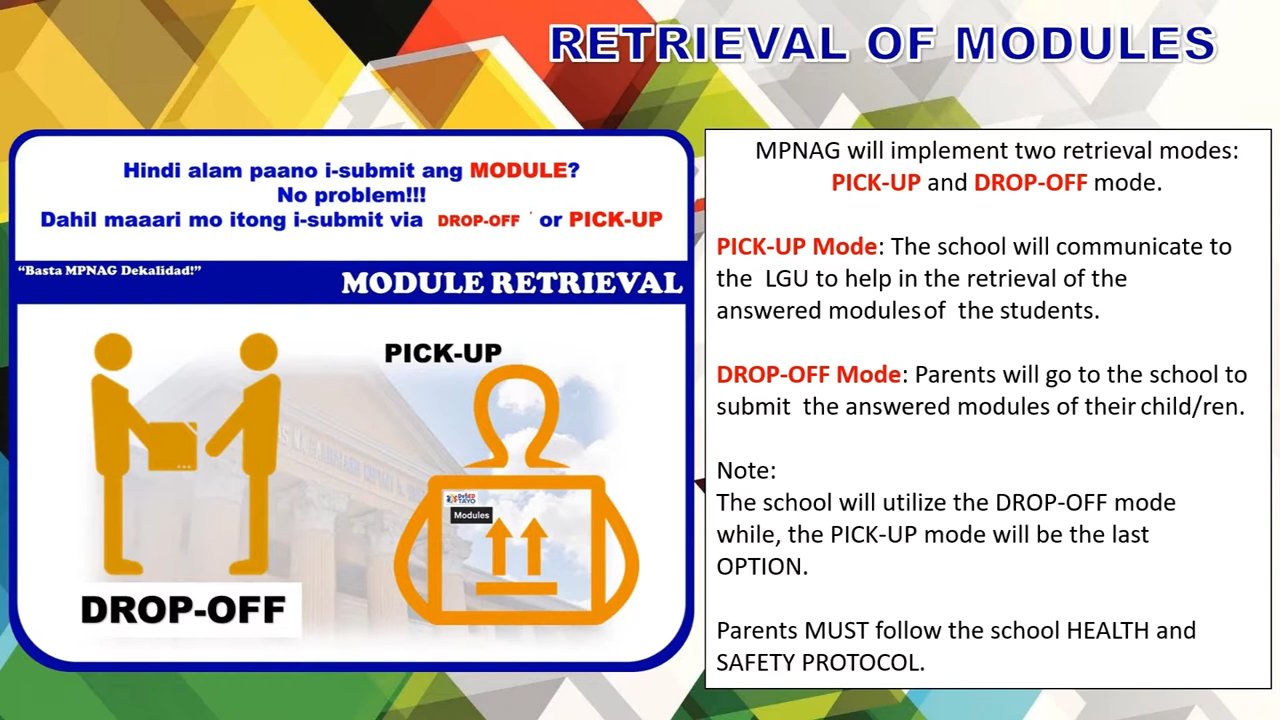 RETRIEVAL OF MODULES
Hindi alam paano i-submit ang MODULE?
No problem!!!
Dahil maaari mo itong i-submit via DROP-OFF or PICK-UP
“Basta MPNAG Dekalidad!”
MODULE RETRIEVAL
PICK-UP
TAYO
Modules
DROP-OFF
MPNAG will implement two retrieval modes:
PICK-UP and DROP-OFF mode.
PICK-UP Mode: The school will communicate to
the LGU to help in the retrieval of the
answered modules of the students.
DROP-OFF Mode: Parents will go to the school to
submit the answered modules of their child/ren.
Note:
The school will utilize the DROP-OFF mode
while, the PICK-UP mode will be the last
OPTION.
Parents MUST follow the school HEALTH and
SAFETY PROTOCOL.